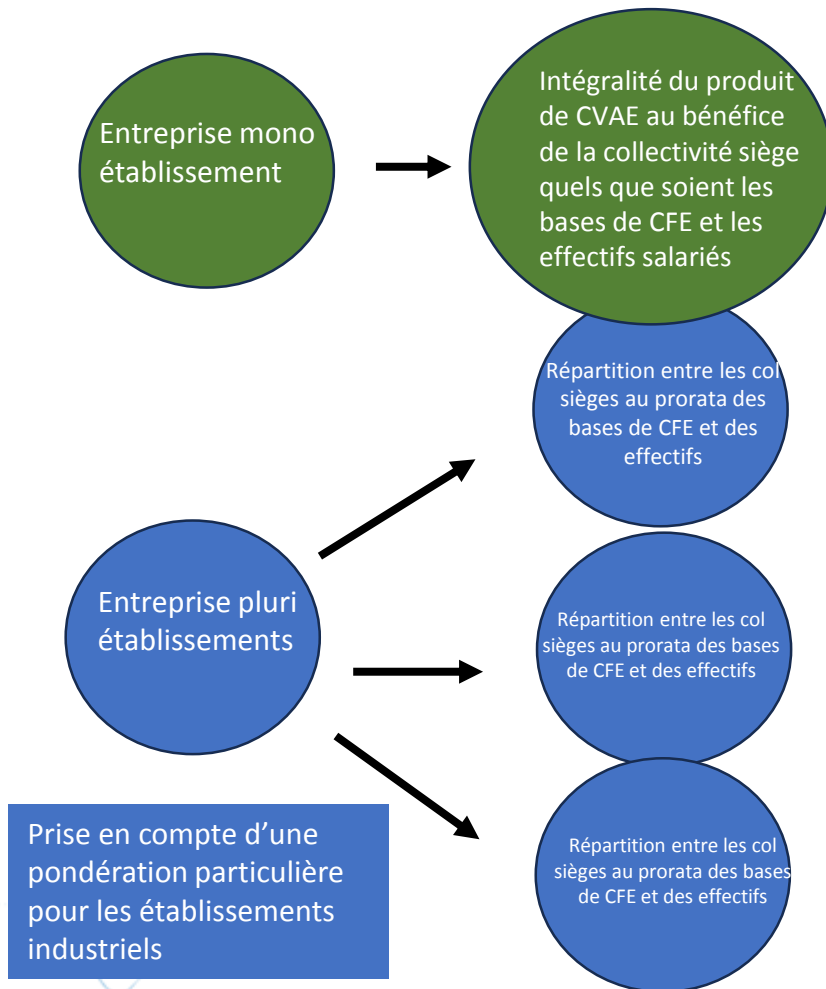 Entreprise mono
établissement
Intégralité du produit
de CVAE au bénéfice
de la collectivité siège
quels que soient les
bases de CFE et les
effectifs salariés
Répartition entre les col
sièges au prorata des
bases de CFE et des
effectifs
Entreprise pluri
établissements
Répartition entre les col
sièges au prorata des bases
de CFE et des effectifs
Répartition entre les col
sièges au prorata des bases
de CFE et des effectifs
Prise en compte d’une
pondération particulière
pour les établissements
industriels